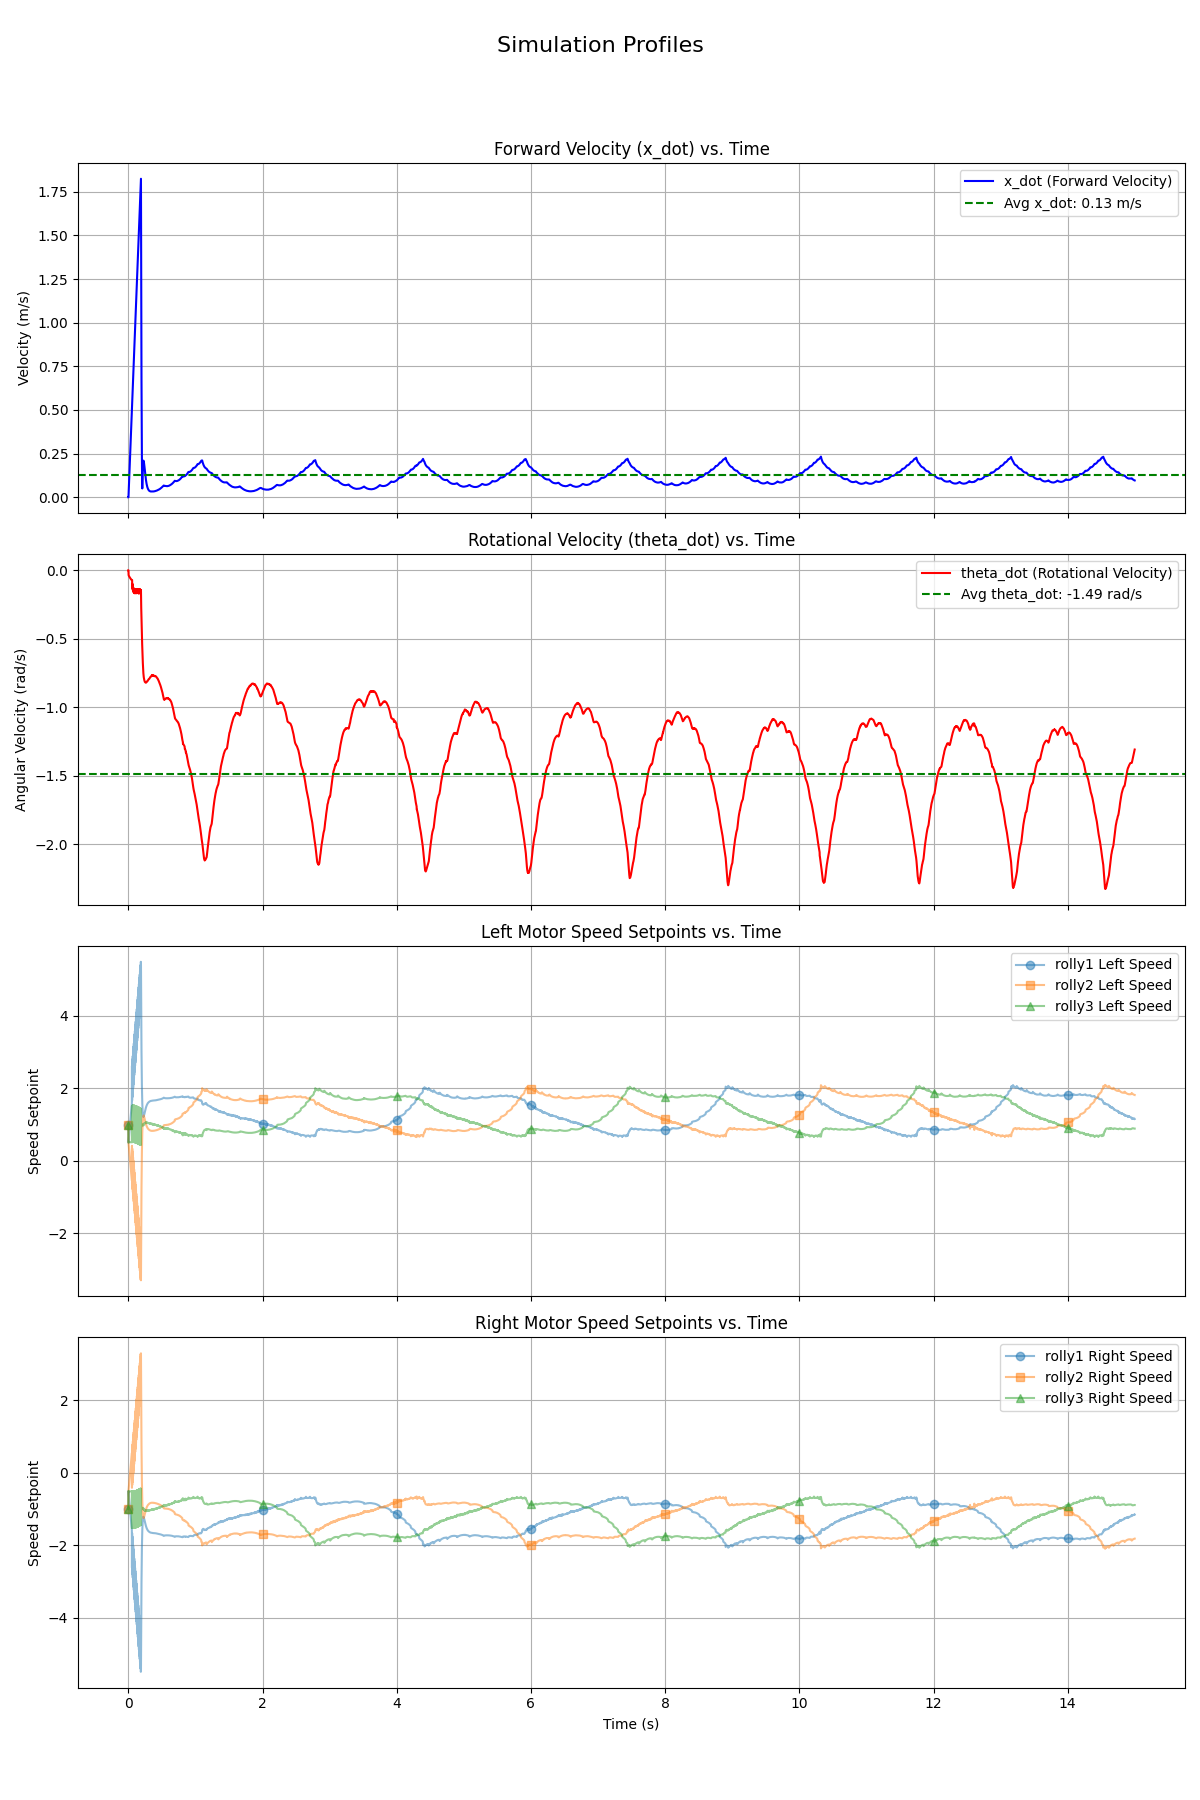 Simulation Profiles
Forward Velocity (x_dot) vs. Time
Velocity (m/s)
1.75
1.50
1.25
1.00
0.75
0.50
0.25
0.00
x_dot (Forward Velocity)
Avg x_dot: 0.13 m/s
Rotational Velocity (theta_dot) vs. Time
Angular Velocity (rad/s)
0.0
−0.5
−1.0
−1.5
−2.0
theta_dot (Rotational Velocity)
Avg theta_dot: -1.49 rad/s
Left Motor Speed Setpoints vs. Time
Speed Setpoint
4
2
0
−2
rolly1 Left Speed
rolly2 Left Speed
rolly3 Left Speed
Right Motor Speed Setpoints vs. Time
Speed Setpoint
2
0
−2
−4
rolly1 Right Speed
rolly2 Right Speed
rolly3 Right Speed
0 2 4 6 8 10 12 14
Time (s)